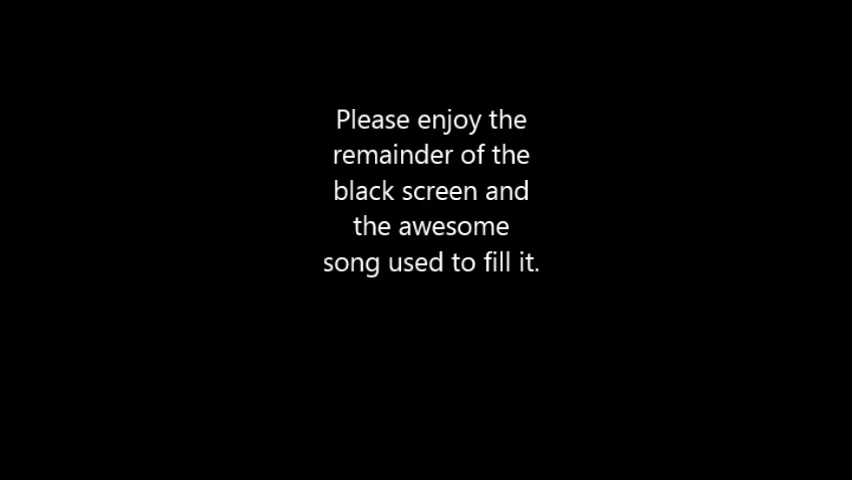 Please enjoy the
remainder of the
black screen and
the awesome
song used to fill it.